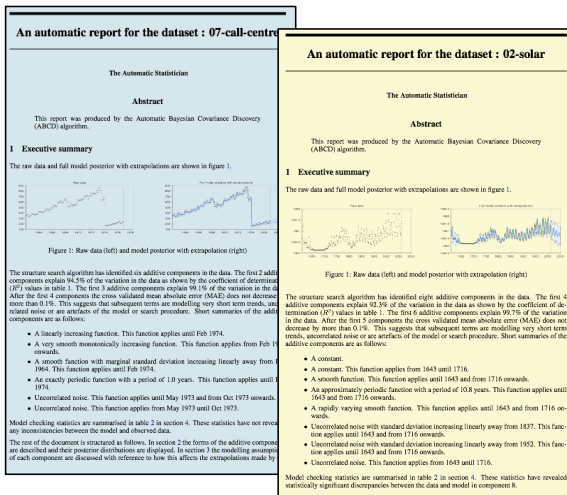 An automatic report for the dataset : 07-call-centre
The Automatic Statistician
Abstract
This report was produced by the Automatic Bayesian Covariance Discovery
(ABCD) algorithm.
1 Executive summary
The raw data and full model posterior with extrapolations are shown in figure 1.
Raw data
Full model posterior with extrapolations
Figure 1: Raw data (left) and model posterior with extrapolation (right)
The structure search algorithm has identified six additive components in the data. The first 2 addit
components explain 94.5% of the variation in the data as shown by the coefficient of determinat
(R²) values in table 1. The first 3 additive components explain 99.1% of the variation in the da
After the first 4 components the cross validated mean absolute error (MAE) does not decrease
more than 0.1%. This suggests that subsequent terms are modelling very short term trends, unc
related noise or are artefacts of the model or search procedure. Short summaries of the addit
components are as follows:
• A linearly increasing function. This function applies until Feb 1974.
• A very smooth monotonically increasing function. This function applies from Feb 19
onwards.
• A smooth function with marginal standard deviation increasing linearly away from F
1964. This function applies until Feb 1974.
• An exactly periodic function with a period of 1.0 years. This function applies until F
1974.
• Uncorrelated noise. This function applies until May 1973 and from Oct 1973 onwards.
• Uncorrelated noise. This function applies from May 1973 until Oct 1973.
Model checking statistics are summarised in table 2 in section 4. These statistics have not revea
any inconsistencies between the model and observed data.
The rest of the document is structured as follows. In section 2 the forms of the additive compone
are described and their posterior distributions are displayed. In section 3 the modelling assumptio
of each component are discussed with reference to how this affects the extrapolations made by
An automatic report for the dataset : 02-solar
The Automatic Statistician
Abstract
This report was produced by the Automatic Bayesian Covariance Discovery
(ABCD) algorithm.
1 Executive summary
The raw data and full model posterior with extrapolations are shown in figure 1.
Raw data
Full model posterior with extrapolations
Figure 1: Raw data (left) and model posterior with extrapolation (right)
The structure search algorithm has identified eight additive components in the data. The first 4
additive components explain 92.3% of the variation in the data as shown by the coefficient of de-
termination (R²) values in table 1. The first 6 additive components explain 99.7% of the variation
in the data. After the first 5 components the cross validated mean absolute error (MAE) does not
decrease by more than 0.1%. This suggests that subsequent terms are modelling very short term
trends, uncorrelated noise or are artefacts of the model or search procedure. Short summaries of the
additive components are as follows:
• A constant.
• A constant. This function applies from 1643 until 1716.
• A smooth function. This function applies until 1643 and from 1716 onwards.
• An approximately periodic function with a period of 10.8 years. This function applies until
1643 and from 1716 onwards.
• A rapidly varying smooth function. This function applies until 1643 and from 1716 on-
wards.
• Uncorrelated noise with standard deviation increasing linearly away from 1837. This func-
tion applies until 1643 and from 1716 onwards.
• Uncorrelated noise with standard deviation increasing linearly away from 1952. This func-
tion applies until 1643 and from 1716 onwards.
• Uncorrelated noise. This function applies from 1643 until 1716.
Model checking statistics are summarised in table 2 in section 4. These statistics have revealed
statistically significant discrepancies between the data and model in component 8.